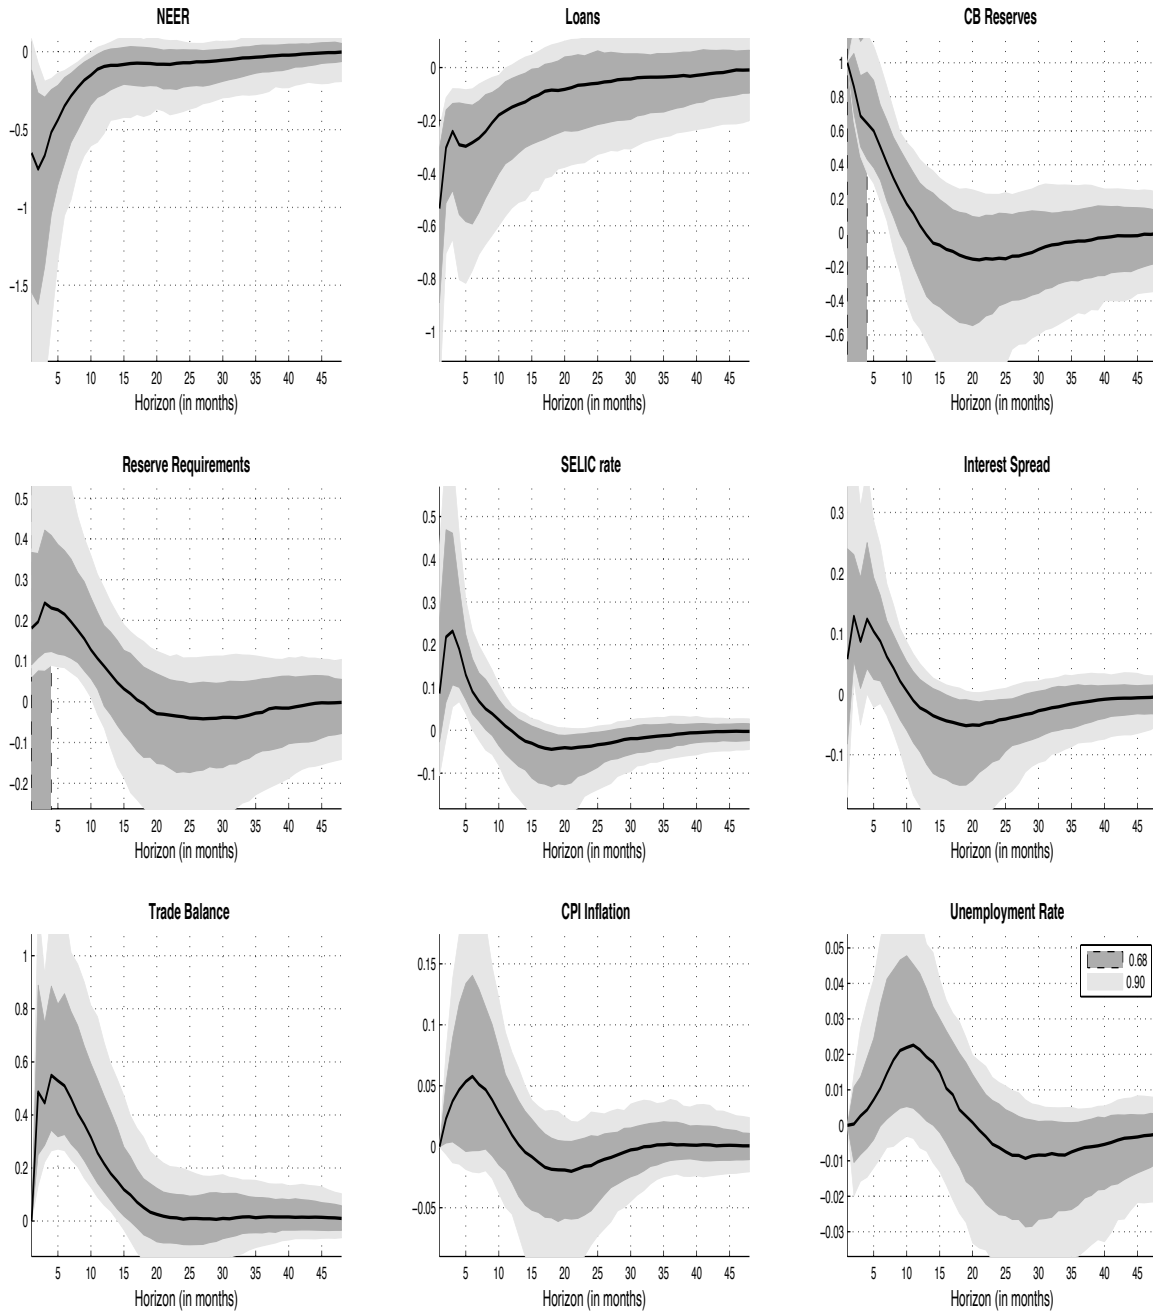 NEER
0
−0.5
−1
−1.5
5 10 15 20 25 30 35 40 45
Horizon (in months)
Loans
0
−0.2
−0.4
−0.6
−0.8
−1
5 10 15 20 25 30 35 40 45
Horizon (in months)
CB Reserves
1
0.8
0.6
0.4
0.2
0
−0.2
−0.4
−0.6
5 10 15 20 25 30 35 40 45
Horizon (in months)
Reserve Requirements
0.5
0.4
0.3
0.2
0.1
0
−0.1
−0.2
5 10 15 20 25 30 35 40 45
Horizon (in months)
SELIC rate
0.5
0.4
0.3
0.2
0.1
0
−0.1
5 10 15 20 25 30 35 40 45
Horizon (in months)
Interest Spread
0.3
0.2
0.1
0
−0.1
5 10 15 20 25 30 35 40 45
Horizon (in months)
Trade Balance
1
0.8
0.6
0.4
0.2
0
5 10 15 20 25 30 35 40 45
Horizon (in months)
CPI Inflation
0.15
0.1
0.05
0
−0.05
5 10 15 20 25 30 35 40 45
Horizon (in months)
Unemployment Rate
0.05
0.04
0.03
0.02
0.01
0
−0.01
−0.02
−0.03
0.68
0.90
5 10 15 20 25 30 35 40 45
Horizon (in months)